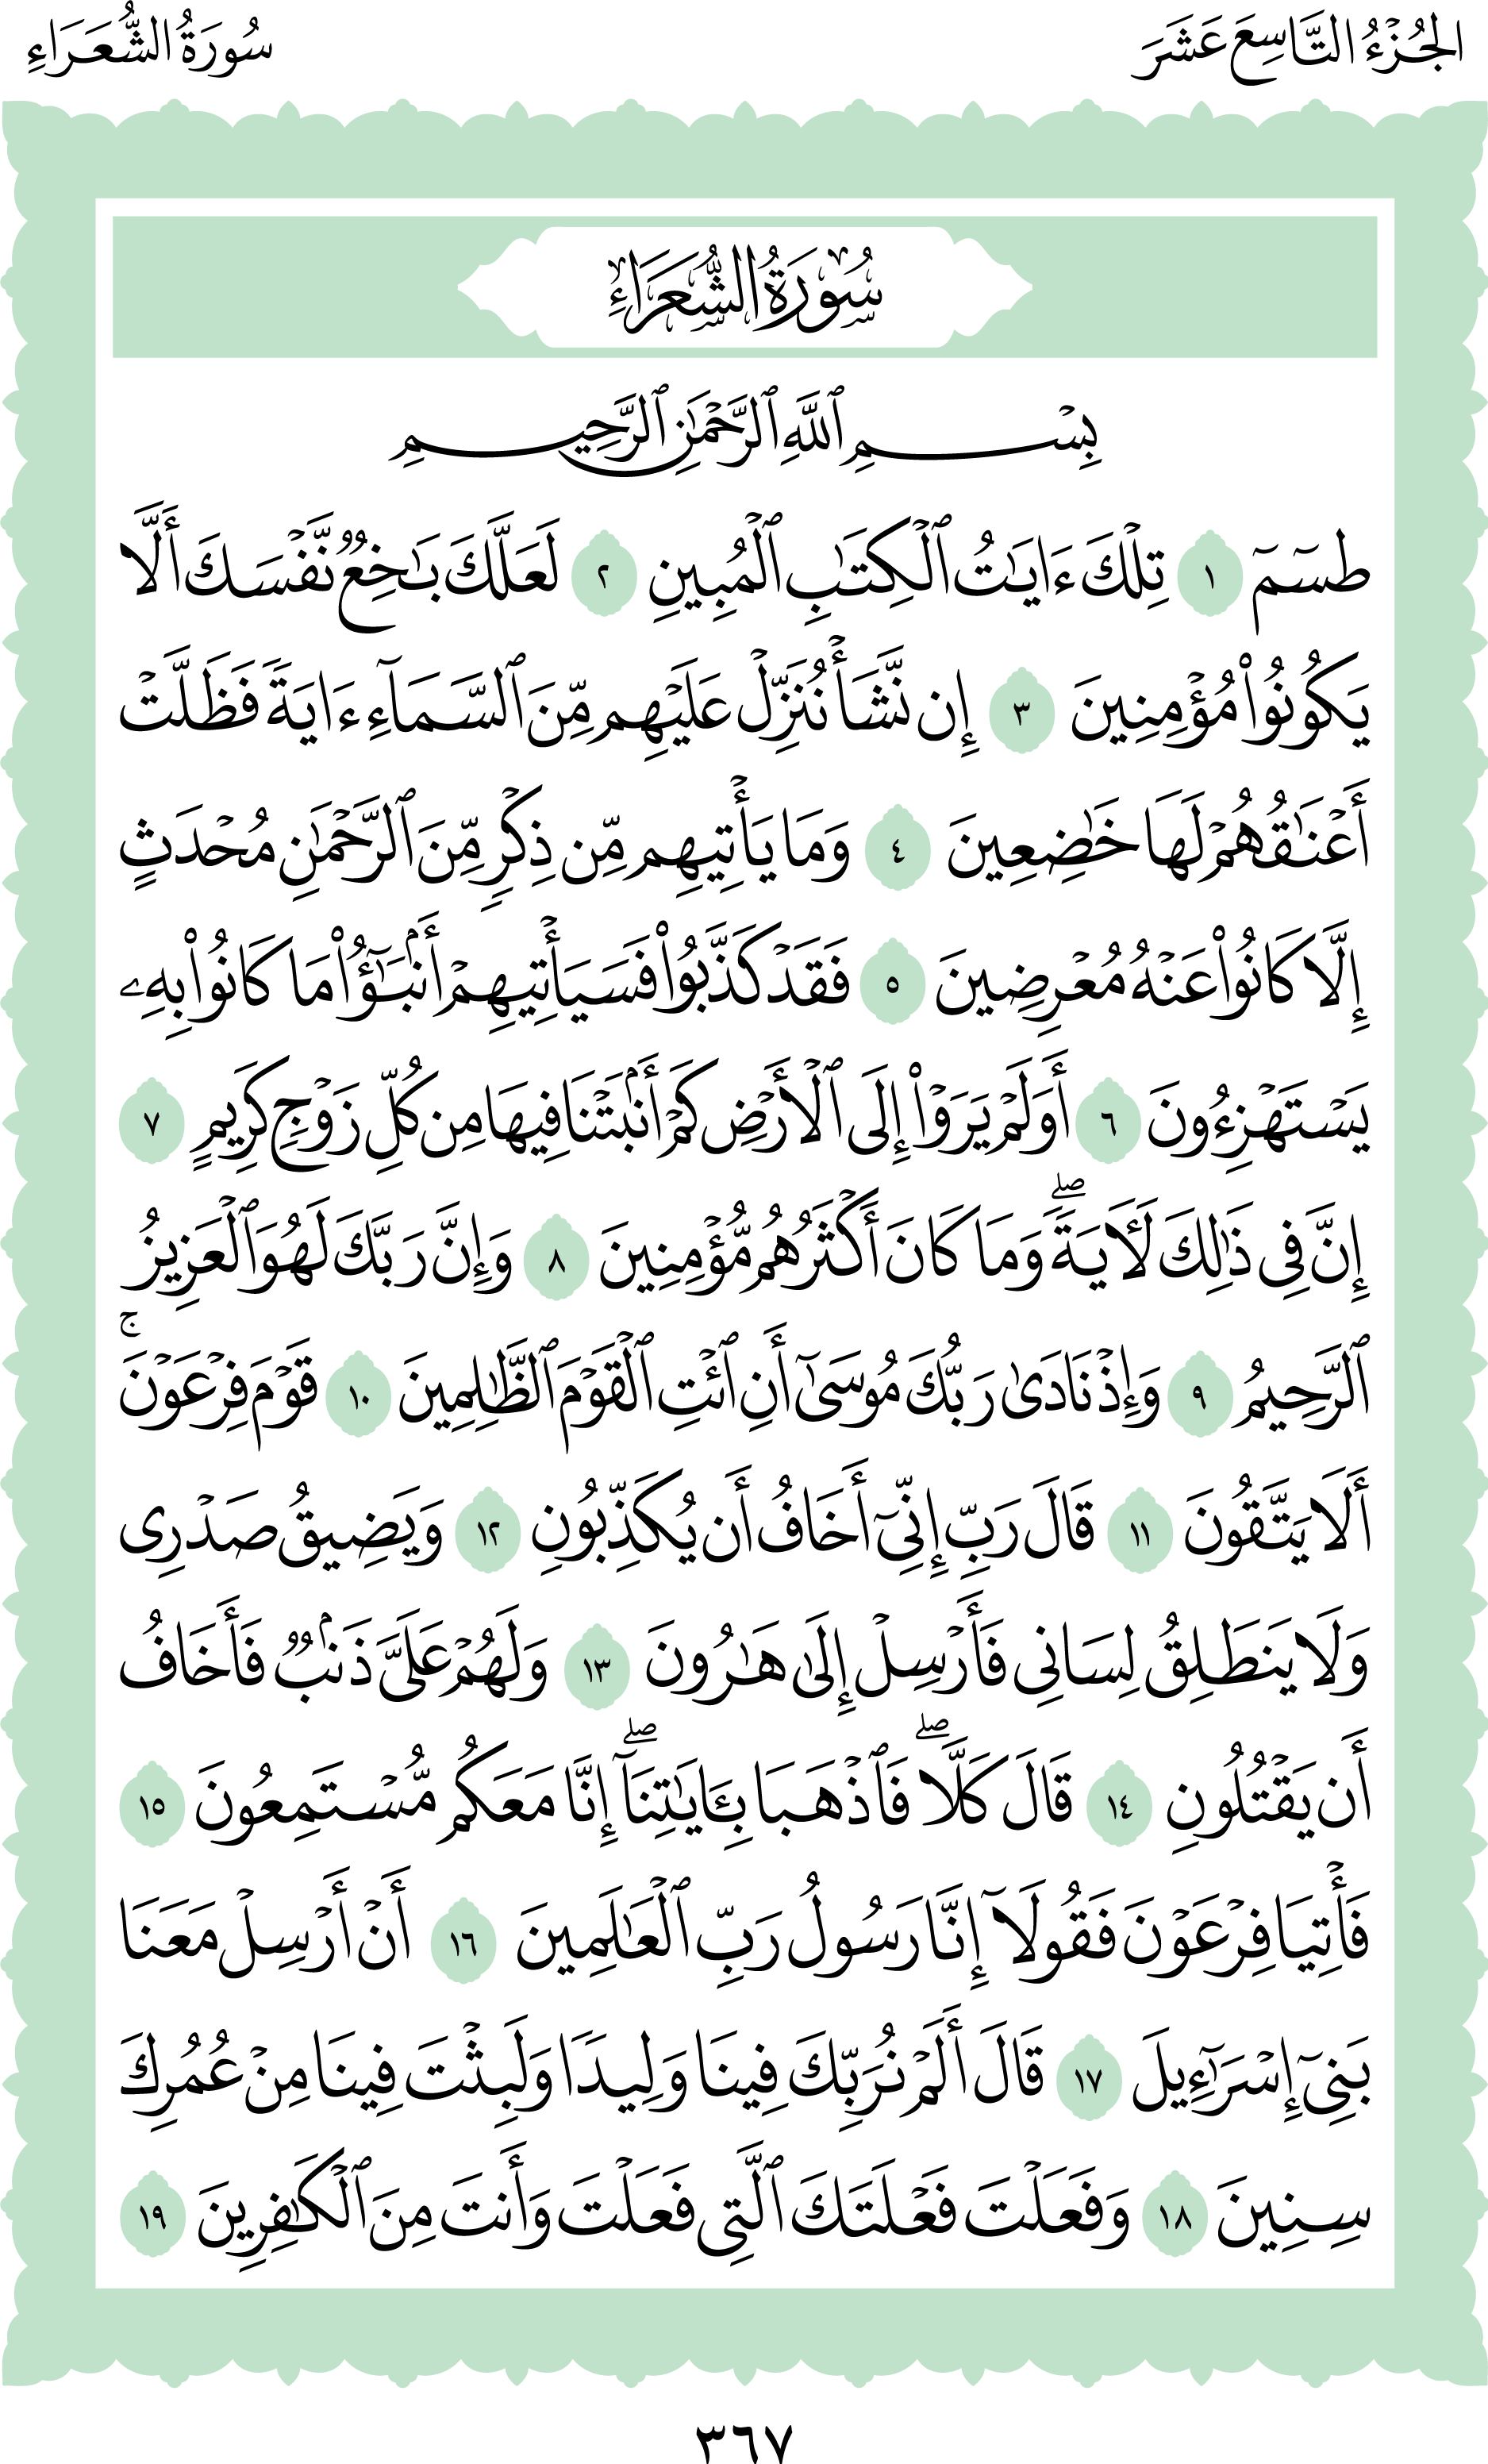 الجُزْءُ التَّاسِعَ عَشَرَ
سُورَةُ الشُّعَرَاءِ
سُورَةُ الشُّعَرَاءِ
بِسْمِ ٱللَّهِ ٱلرَّحْمَٰنِ ٱلرَّحِيمِ
طسٓمٓ ١ تِلْكَ ءَايَٰتُ ٱلْكِتَٰبِ ٱلْمُبِينِ ٢ لَعَلَّكَ بَٰخِعٌ نَّفْسَكَ أَلَّا
يَكُونُوا۟ مُؤْمِنِينَ ٣ إِن نَّشَأْ نُنَزِّلْ عَلَيْهِم مِّنَ ٱلسَّمَآءِ ءَايَةً فَظَلَّتْ
أَعْنَٰقُهُمْ لَهَا خَٰضِعِينَ ٤ وَمَا يَأْتِيهِم مِّن ذِكْرٍ مِّنَ ٱلرَّحْمَٰنِ مُحْدَثٍ
إِلَّا كَانُوا۟ عَنْهُ مُعْرِضِينَ ٥ فَقَدْ كَذَّبُوا۟ فَسَيَأْتِيهِمْ أَنۢبَٰٓؤُا۟ مَا كَانُوا۟ بِهِۦ
يَسْتَهْزِءُونَ ٦ أَوَلَمْ يَرَوْا۟ إِلَى ٱلْأَرْضِ كَمْ أَنۢبَتْنَا فِيهَا مِن كُلِّ زَوْجٍ كَرِيمٍ ٧
إِنَّ فِى ذَٰلِكَ لَءَايَةً ۖ وَمَا كَانَ أَكْثَرُهُم مُّؤْمِنِينَ ٨ وَإِنَّ رَبَّكَ لَهُوَ ٱلْعَزِيزُ
ٱلرَّحِيمُ ٩ وَإِذْ نَادَىٰ رَبُّكَ مُوسَىٰٓ أَنِ ٱئْتِ ٱلْقَوْمَ ٱلظَّٰلِمِينَ ١٠ قَوْمَ فِرْعَوْنَ ۚ
أَلَا يَتَّقُونَ ١١ قَالَ رَبِّ إِنِّىٓ أَخَافُ أَن يُكَذِّبُونِ ١٢ وَيَضِيقُ صَدْرِى
وَلَا يَنطَلِقُ لِسَانِى فَأَرْسِلْ إِلَىٰ هَٰرُونَ ١٣ وَلَهُمْ عَلَىَّ ذَنۢبٌ فَأَخَافُ
أَن يَقْتُلُونِ ١٤ قَالَ كَلَّا ۖ فَٱذْهَبَا بِـَٔايَٰتِنَآ ۖ إِنَّا مَعَكُم مُّسْتَمِعُونَ ١٥
فَأْتِيَا فِرْعَوْنَ فَقُولَآ إِنَّا رَسُولُ رَبِّ ٱلْعَٰلَمِينَ ١٦ أَنْ أَرْسِلْ مَعَنَا
بَنِىٓ إِسْرَٰٓءِيلَ ١٧ قَالَ أَلَمْ نُرَبِّكَ فِينَا وَلِيدًا وَلَبِثْتَ فِينَا مِنْ عُمُرِكَ
سِنِينَ ١٨ وَفَعَلْتَ فَعْلَتَكَ ٱلَّتِى فَعَلْتَ وَأَنتَ مِنَ ٱلْكَٰفِرِينَ ١٩
٣٦٧